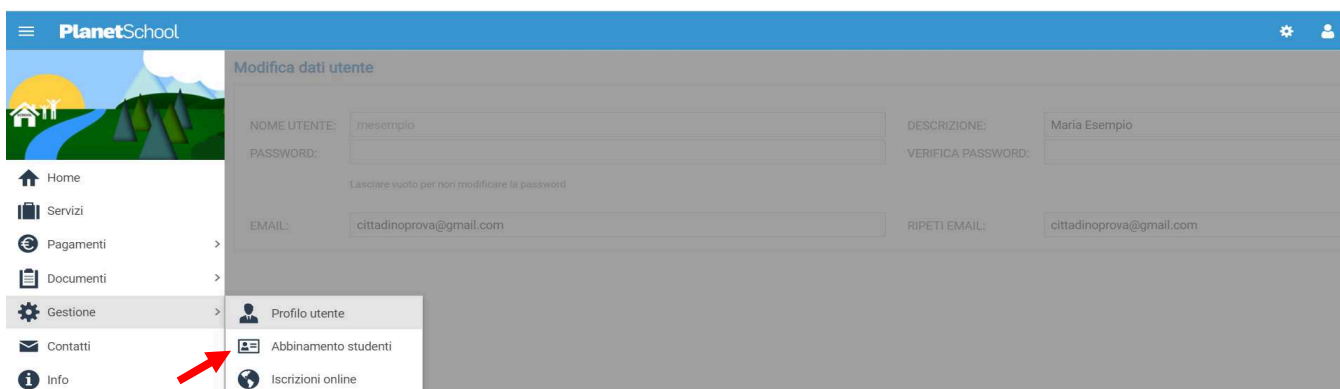 PlanetSchool
Modifica dati utente
NOME UTENTE: mesempio DESCRIZIONE: Maria Esempio
PASSWORD: VERIFICA PASSWORD:
Lasciare vuoto per non modificare la password
EMAIL: cittadinoprova@gmail.com RIPETI EMAIL: cittadinoprova@gmail.com
Home
Servizi
Pagamenti
Documenti
Gestione
Contatti
Info
Profilo utente
Abbinamento studenti
Iscrizioni online